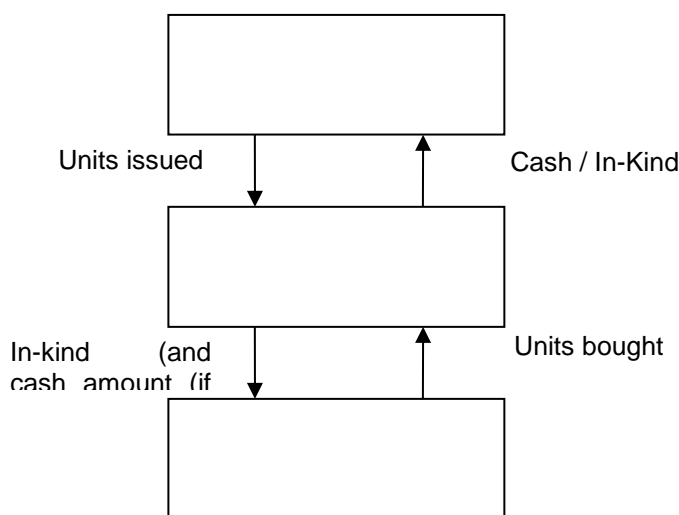 Units issued
Cash / In-Kind
In-kind (and
cash amount (if
Units bought